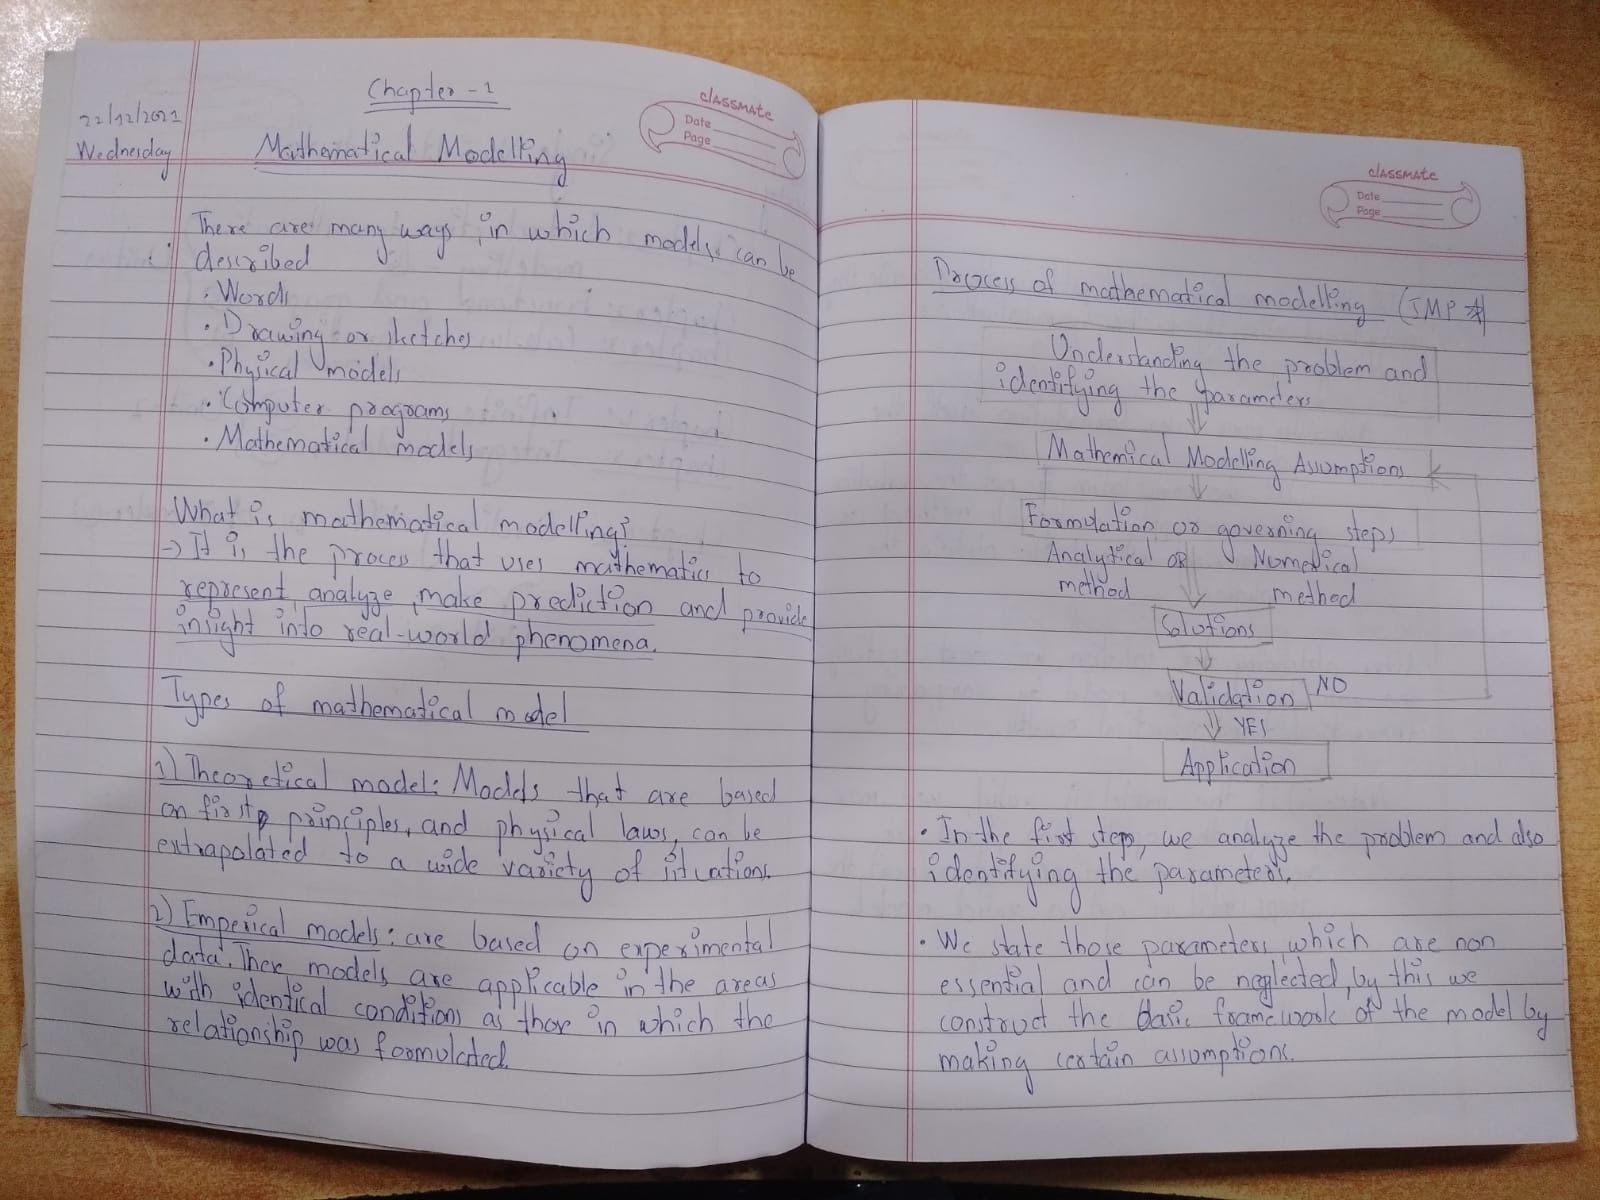 Chapter - 1
22/12/2021
Wednesday
Mathematical Modelling
classmate
Date
Page
There are many ways in which models can be
described
• Words
• Drawing or sketches
• Physical models
• Computer programs
• Mathematical models
What is mathematical modelling?
→ It is the process that uses mathematics to
represent, analyze, make prediction and provide
insight into real-world phenomena.
Types of mathematical model
1) Theoretical model: Models that are based
on first principles, and physical laws, can be
extrapolated to a wide variety of situations.
2) Emperical models: are based on experimental
data. These models are applicable in the areas
with identical conditions as those in which the
relationship was formulated.
classmate
Date
Page
Process of mathematical modelling (IMP *)
Understanding the problem and
identifying the parameters
Mathemical Modelling Assumptions
Formulation or governing steps
Analytical OR Numerical
method method
Solutions
Validation NO
YES
Application
• In the first step, we analyze the problem and also
identifying the parameters.
• We state those parameters which are non
essential and can be neglected, by this we
construct the basic framework of the model by
making certain assumptions.